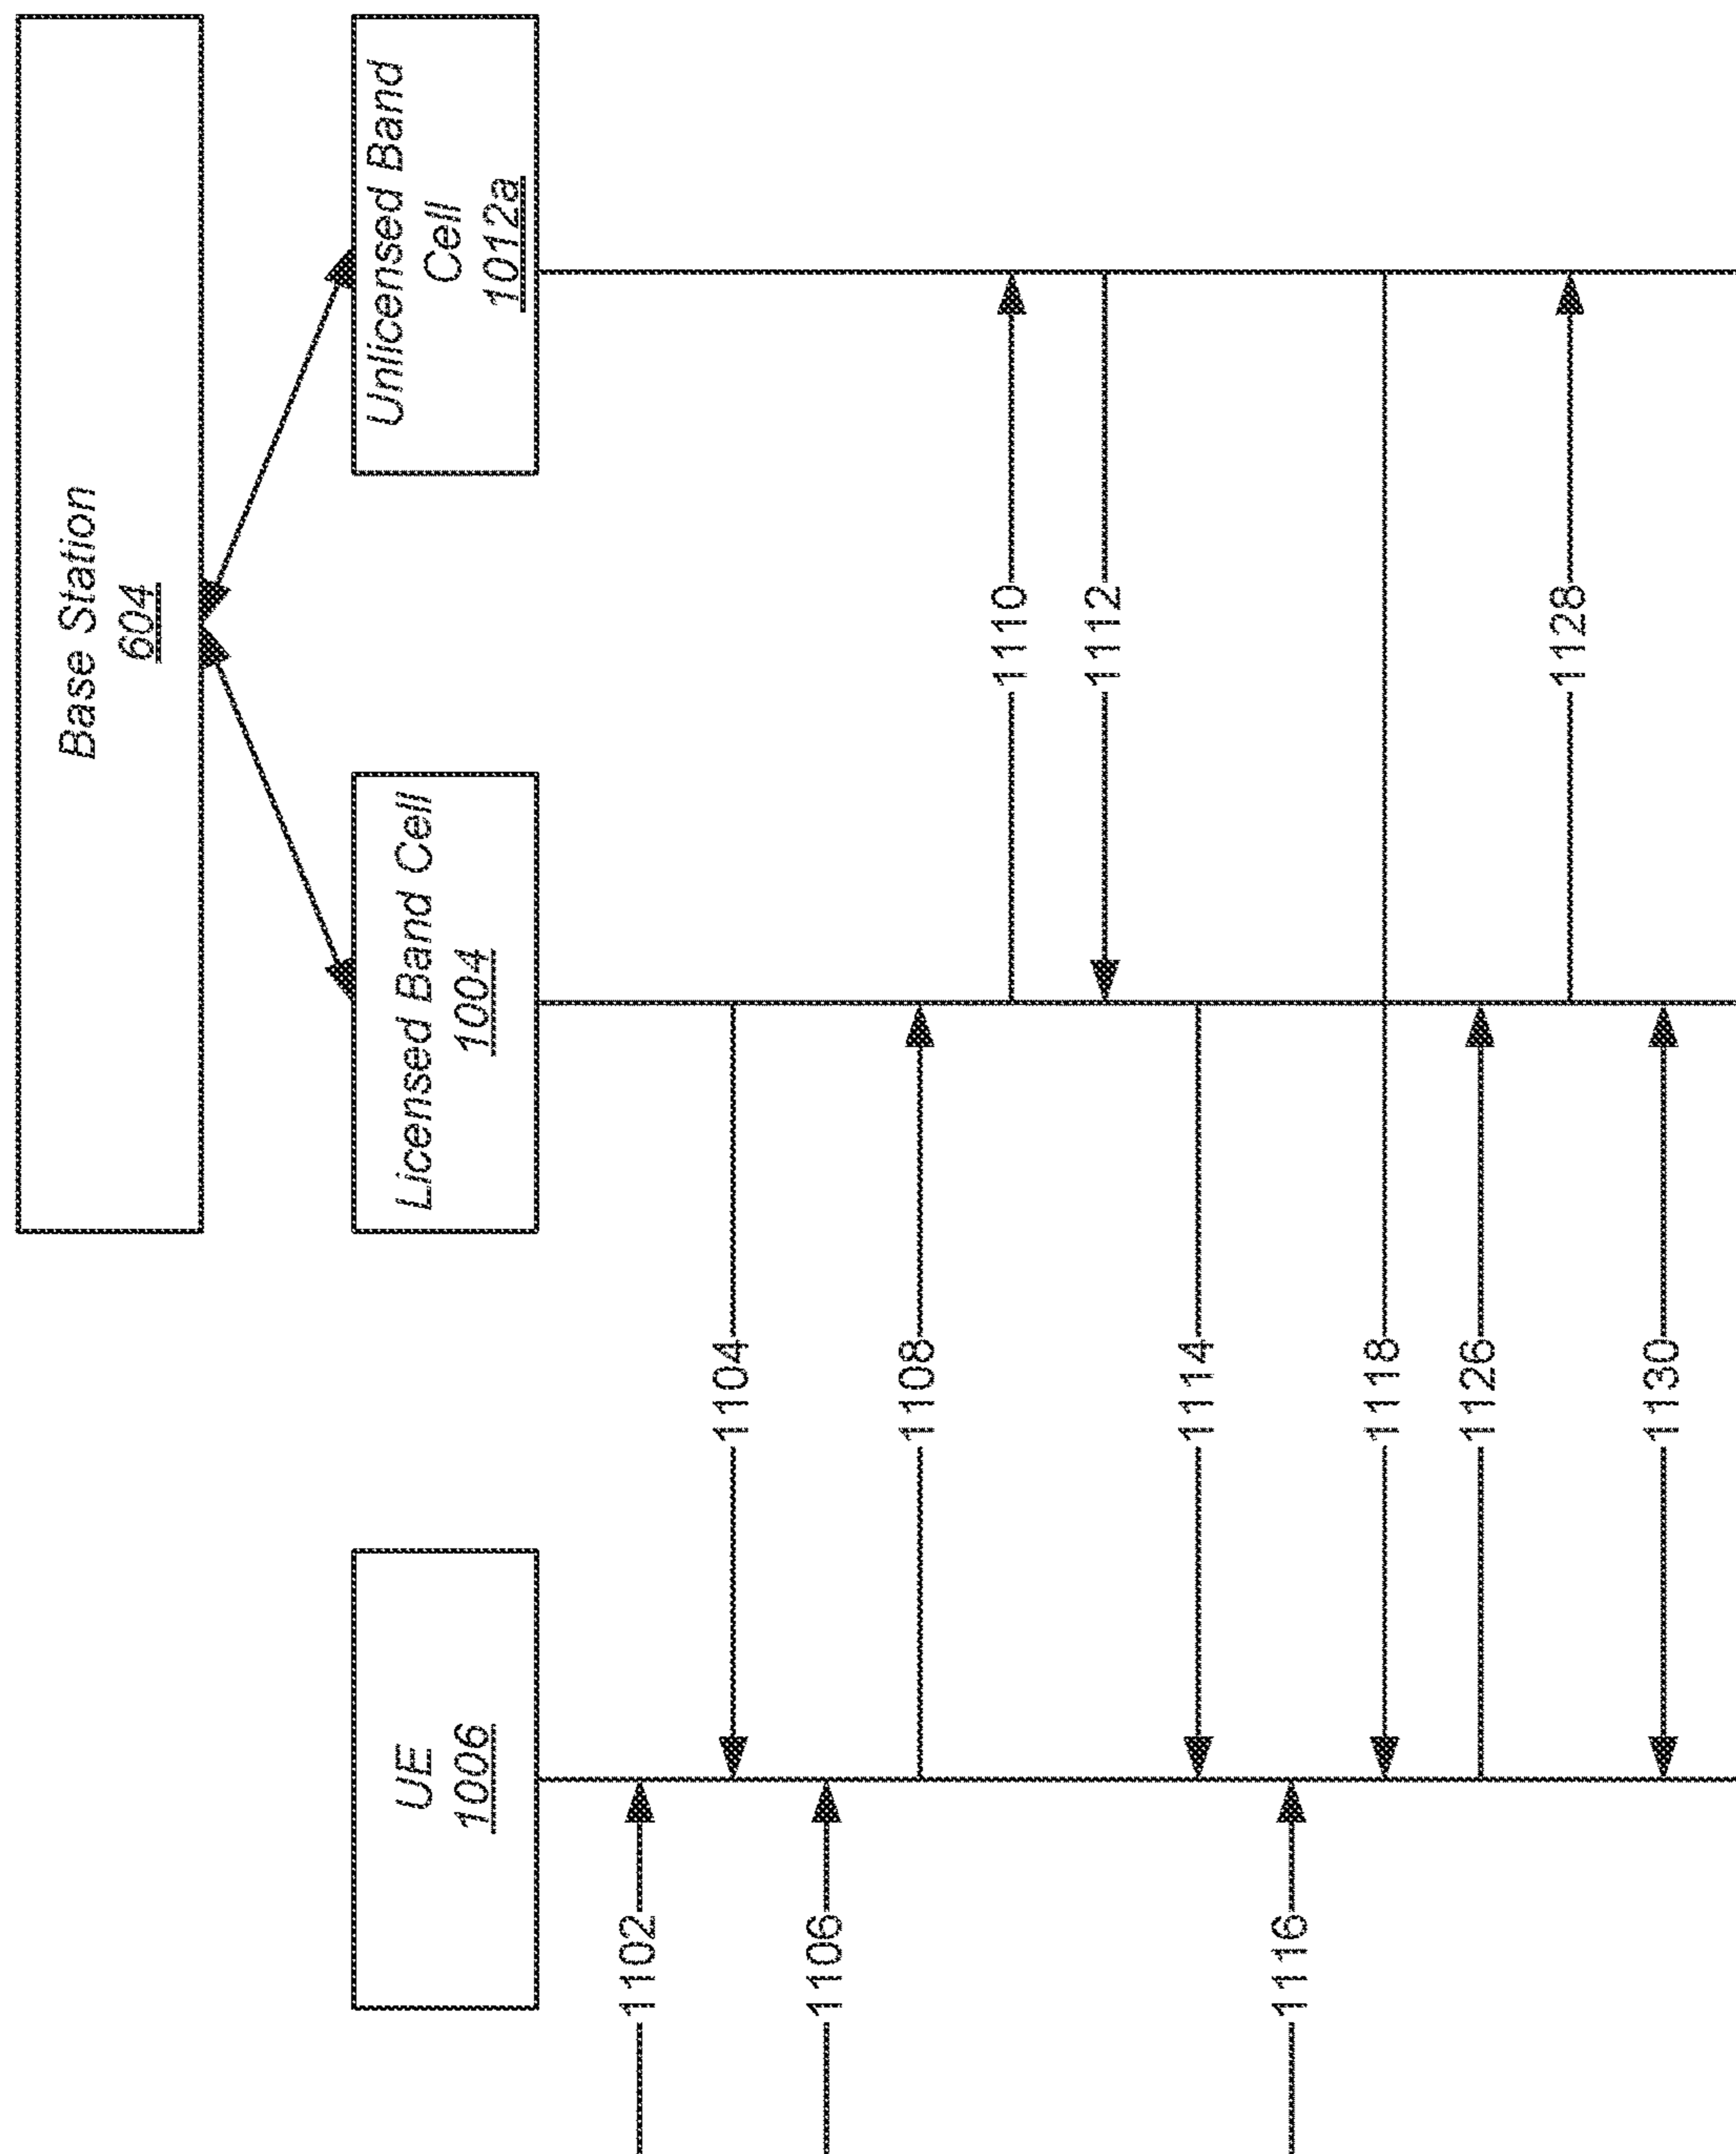 Base Station
604
UE
1006
Licensed Band Cell
1004
Unlicensed Band
Cell
1012a
1102
1104
1106
1108
1110
1112
1114
1116
1118
1126
1128
1130